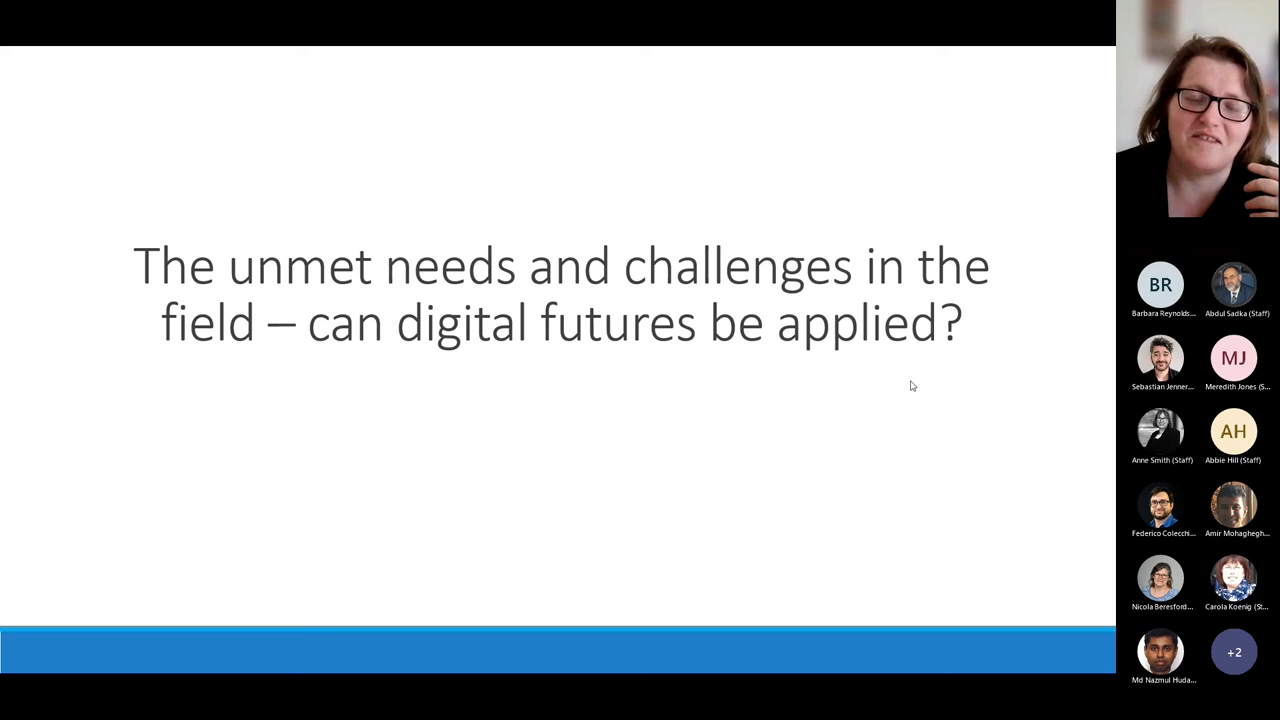 The unmet needs and challenges in the
field – can digital futures be applied?
BR
Barbara Reynolds...
Abdul Sadka (Staff)
Sebastian Jenner...
MJ
Meredith Jones (S...
Anne Smith (Staff)
AH
Abbie Hill (Staff)
Federico Colecchi...
Amir Mohaghegh...
Nicola Beresford...
Carola Koenig (St...
Md Nazmul Huda...
+2